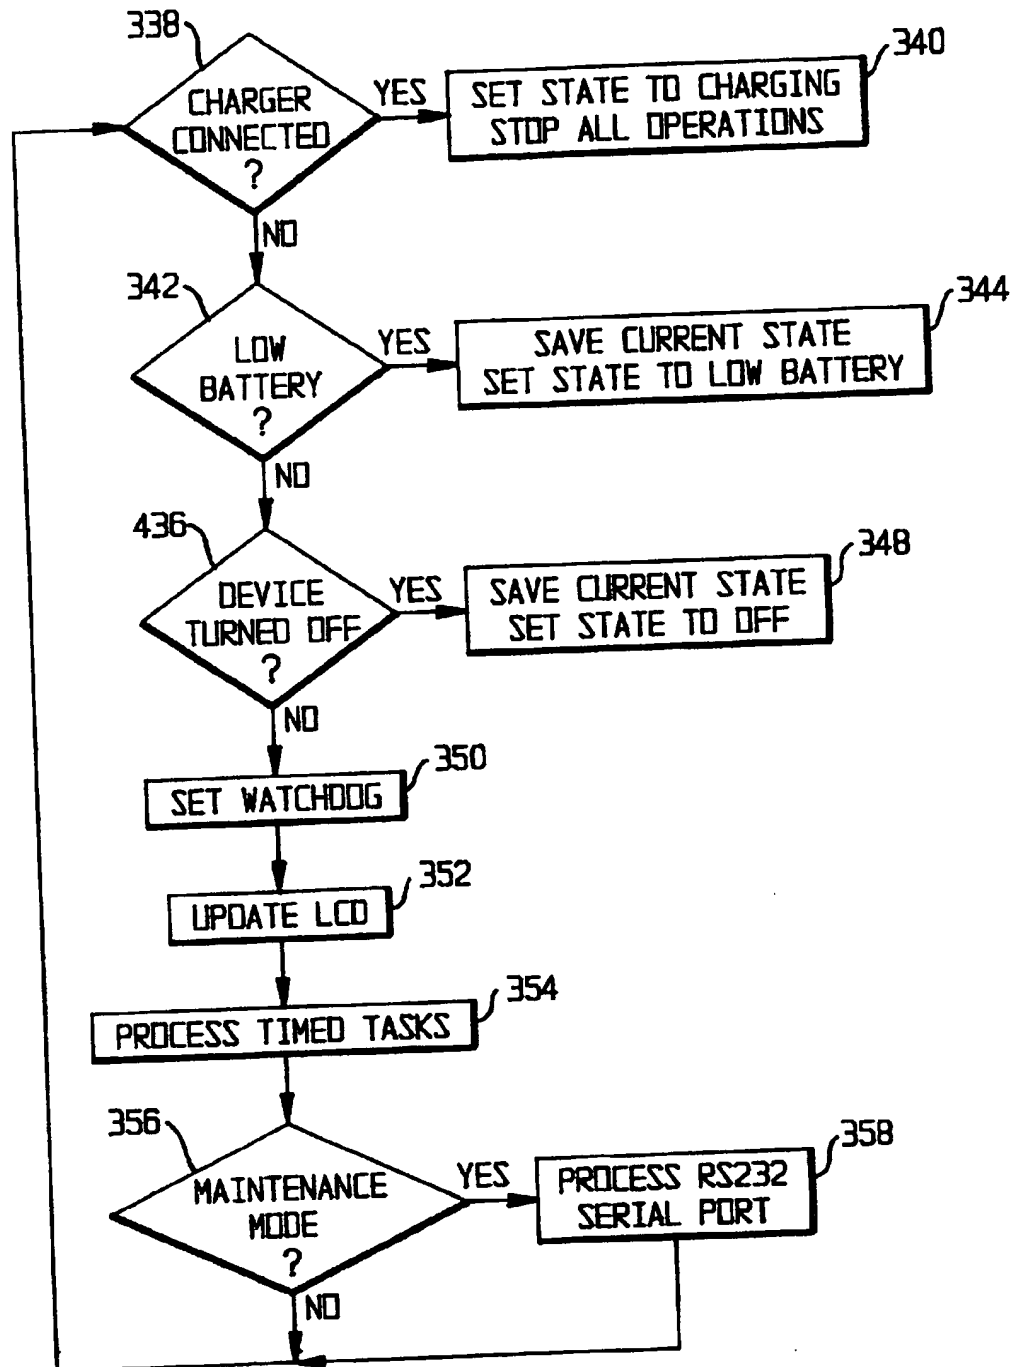 338
CHARGER
CONNECTED
?
YES
340
SET STATE TO CHARGING
STOP ALL OPERATIONS
NO
342
LOW
BATTERY
?
YES
344
SAVE CURRENT STATE
SET STATE TO LOW BATTERY
NO
436
DEVICE
TURNED OFF
?
YES
348
SAVE CURRENT STATE
SET STATE TO OFF
NO
350
SET WATCHDOG
352
UPDATE LCD
354
PROCESS TIMED TASKS
356
MAINTENANCE
MODE
?
YES
358
PROCESS RS232
SERIAL PORT
NO